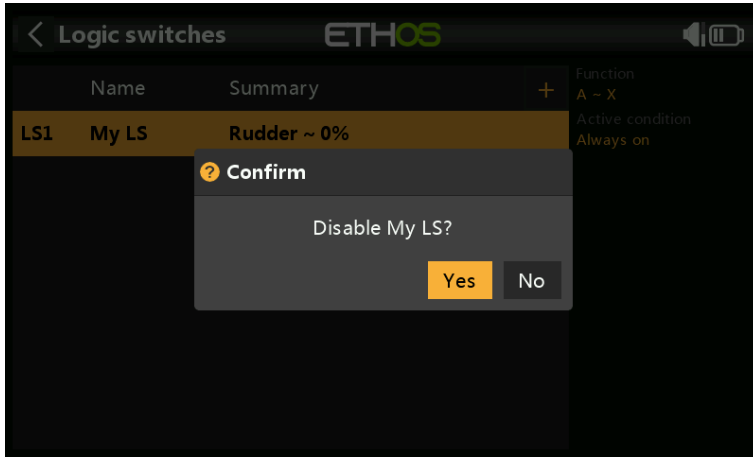 Logic switches
ETHOS
Name Summary +
Function
A ~ X
LS1 My LS Rudder ~ 0%
Active condition
Always on
? Confirm
Disable My LS?
Yes No